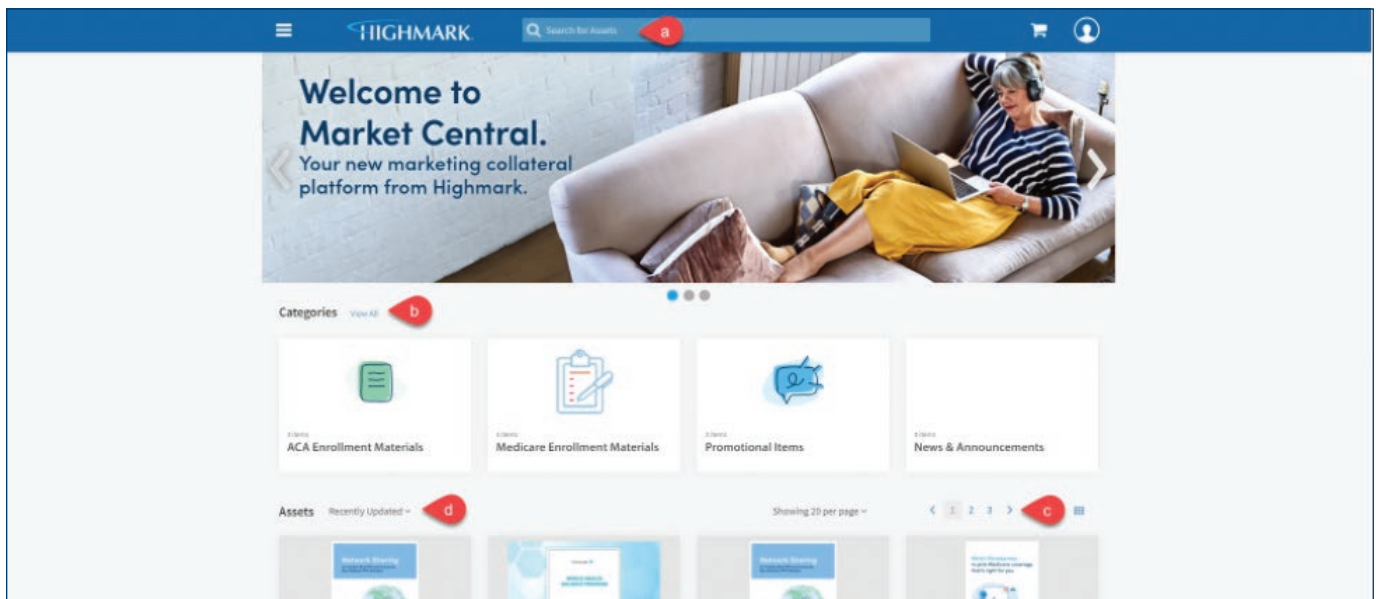 HIGHMARK
Search for Assets
a
Welcome to
Market Central.
Your new marketing collateral
platform from Highmark.
Categories View All b
ACA Enrollment Materials
Medicare Enrollment Materials
Promotional Items
News & Announcements
Assets Recently Updated d Showing 20 per page 1 2 3 c
Network Sharing
Network Sharing